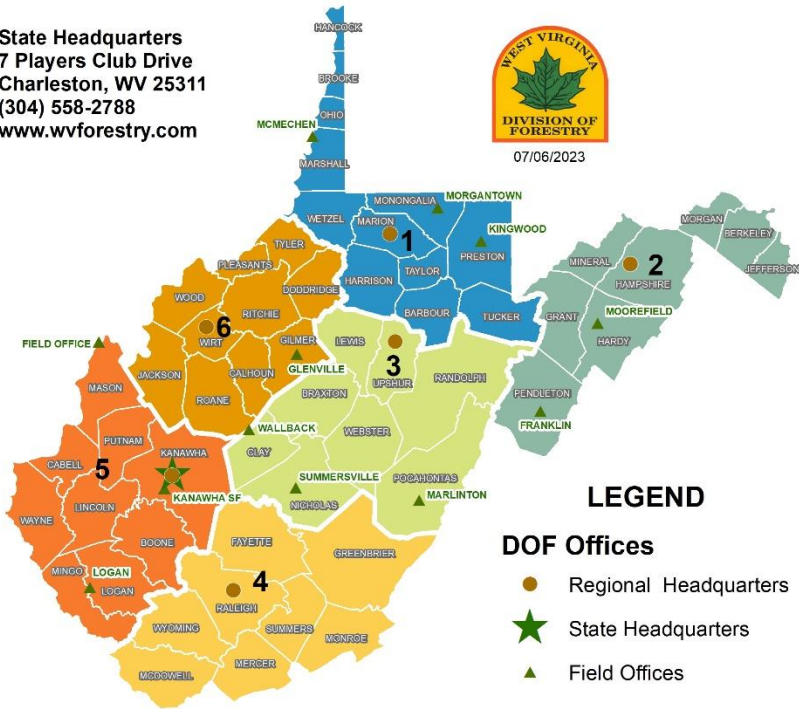 State Headquarters
7 Players Club Drive
Charleston, WV 25311
(304) 558-2788
www.wvforestry.com
WEST VIRGINIA
DIVISION OF
FORESTRY
07/06/2023
HANCOCK
BROOKE
OHIO
MCMECHEN
MARSHALL
WETZEL
MONONGALIA
MORGANTOWN
MARION
1
KINGWOOD
PRESTON
HARRISON
TAYLOR
BARBOUR
TUCKER
MORGAN
BERKELEY
JEFFERSON
MINERAL
2
HAMPSHIRE
GRANT
MOOREFIELD
HARDY
PENDLETON
FRANKLIN
TYLER
PLEASANTS
DODDRIDGE
WOOD
RITCHIE
6
WIRT
GILMER
GLENVILLE
CALHOUN
JACKSON
ROANE
LEWIS
3
UPSHUR
RANDOLPH
BRAXTON
WALLBACK
WEBSTER
CLAY
SUMMERSVILLE
NICHOLAS
POCAHONTAS
MARLINTON
FIELD OFFICE
MASON
PUTNAM
CABELL
5
KANAWHA
KANAWHA SF
LINCOLN
WAYNE
BOONE
MINGO
LOGAN
LOGAN
FAYETTE
GREENBRIER
4
RALEIGH
WYOMING
SUMMERS
MONROE
MERCER
MCDOWELL
LEGEND
DOF Offices
Regional Headquarters
State Headquarters
Field Offices